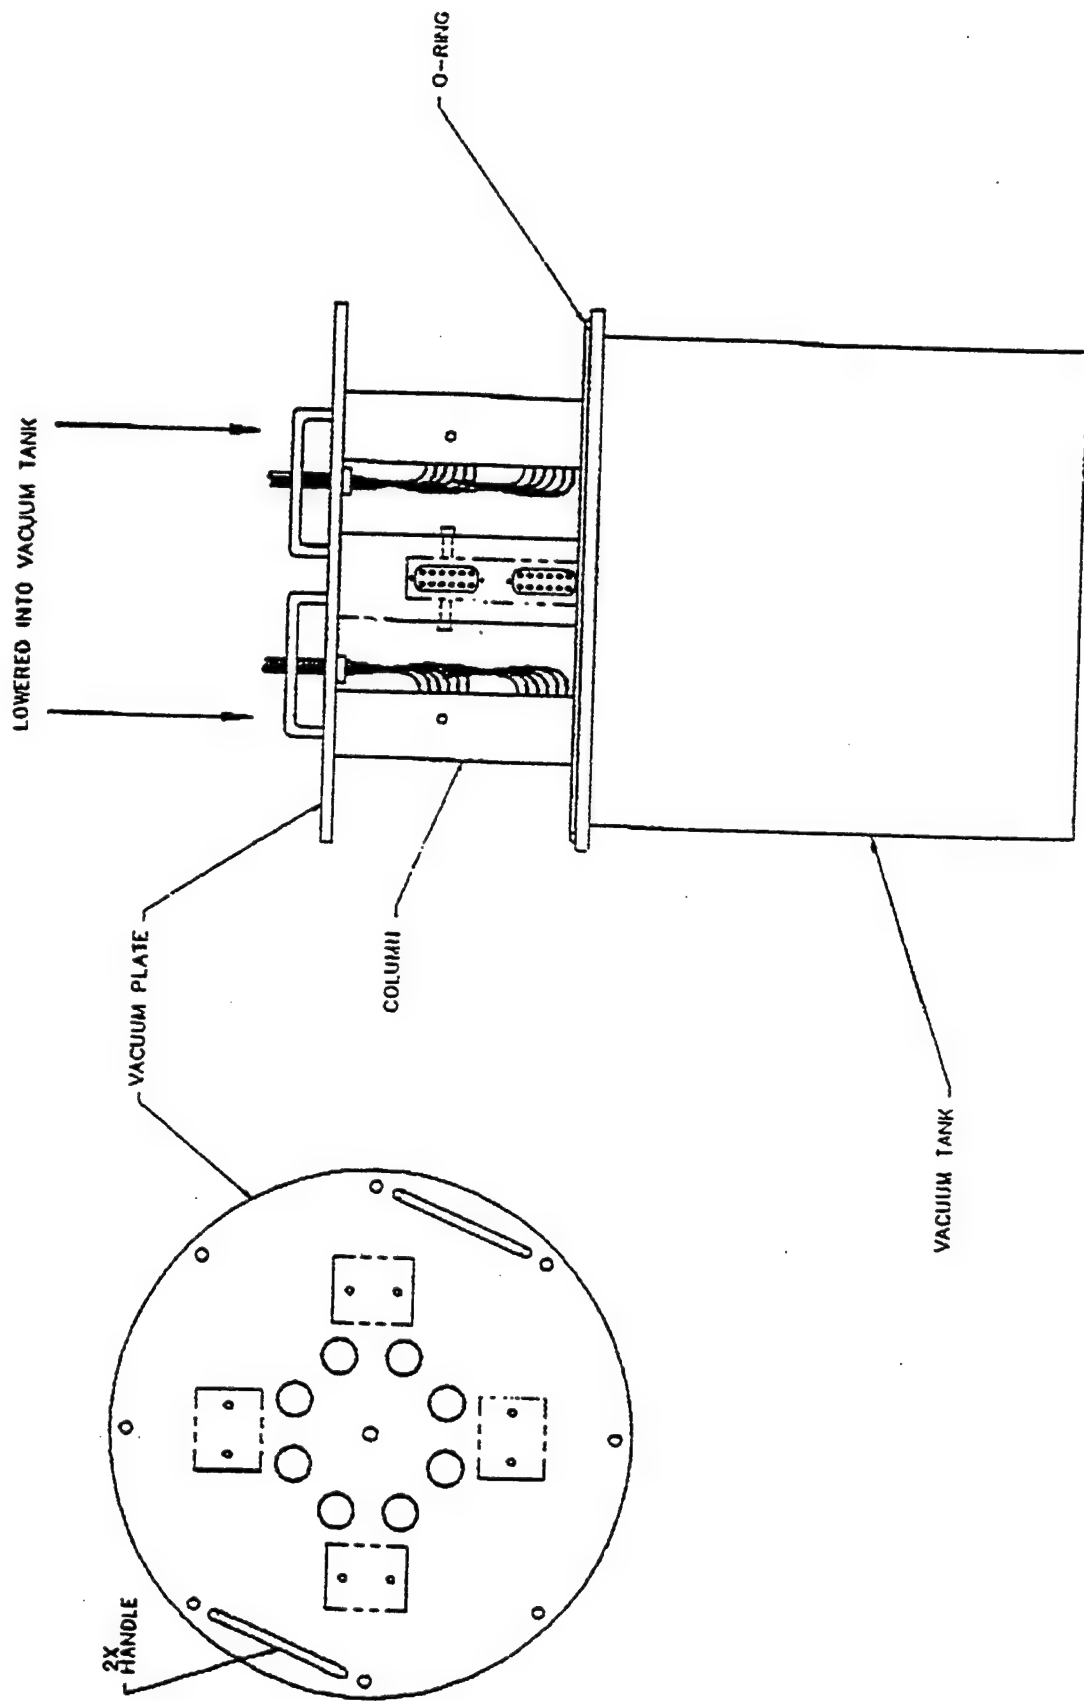 2X
HANDLE
VACUUM PLATE
LOWERED INTO VACUUM TANK
COLUMN
O-RING
VACUUM TANK